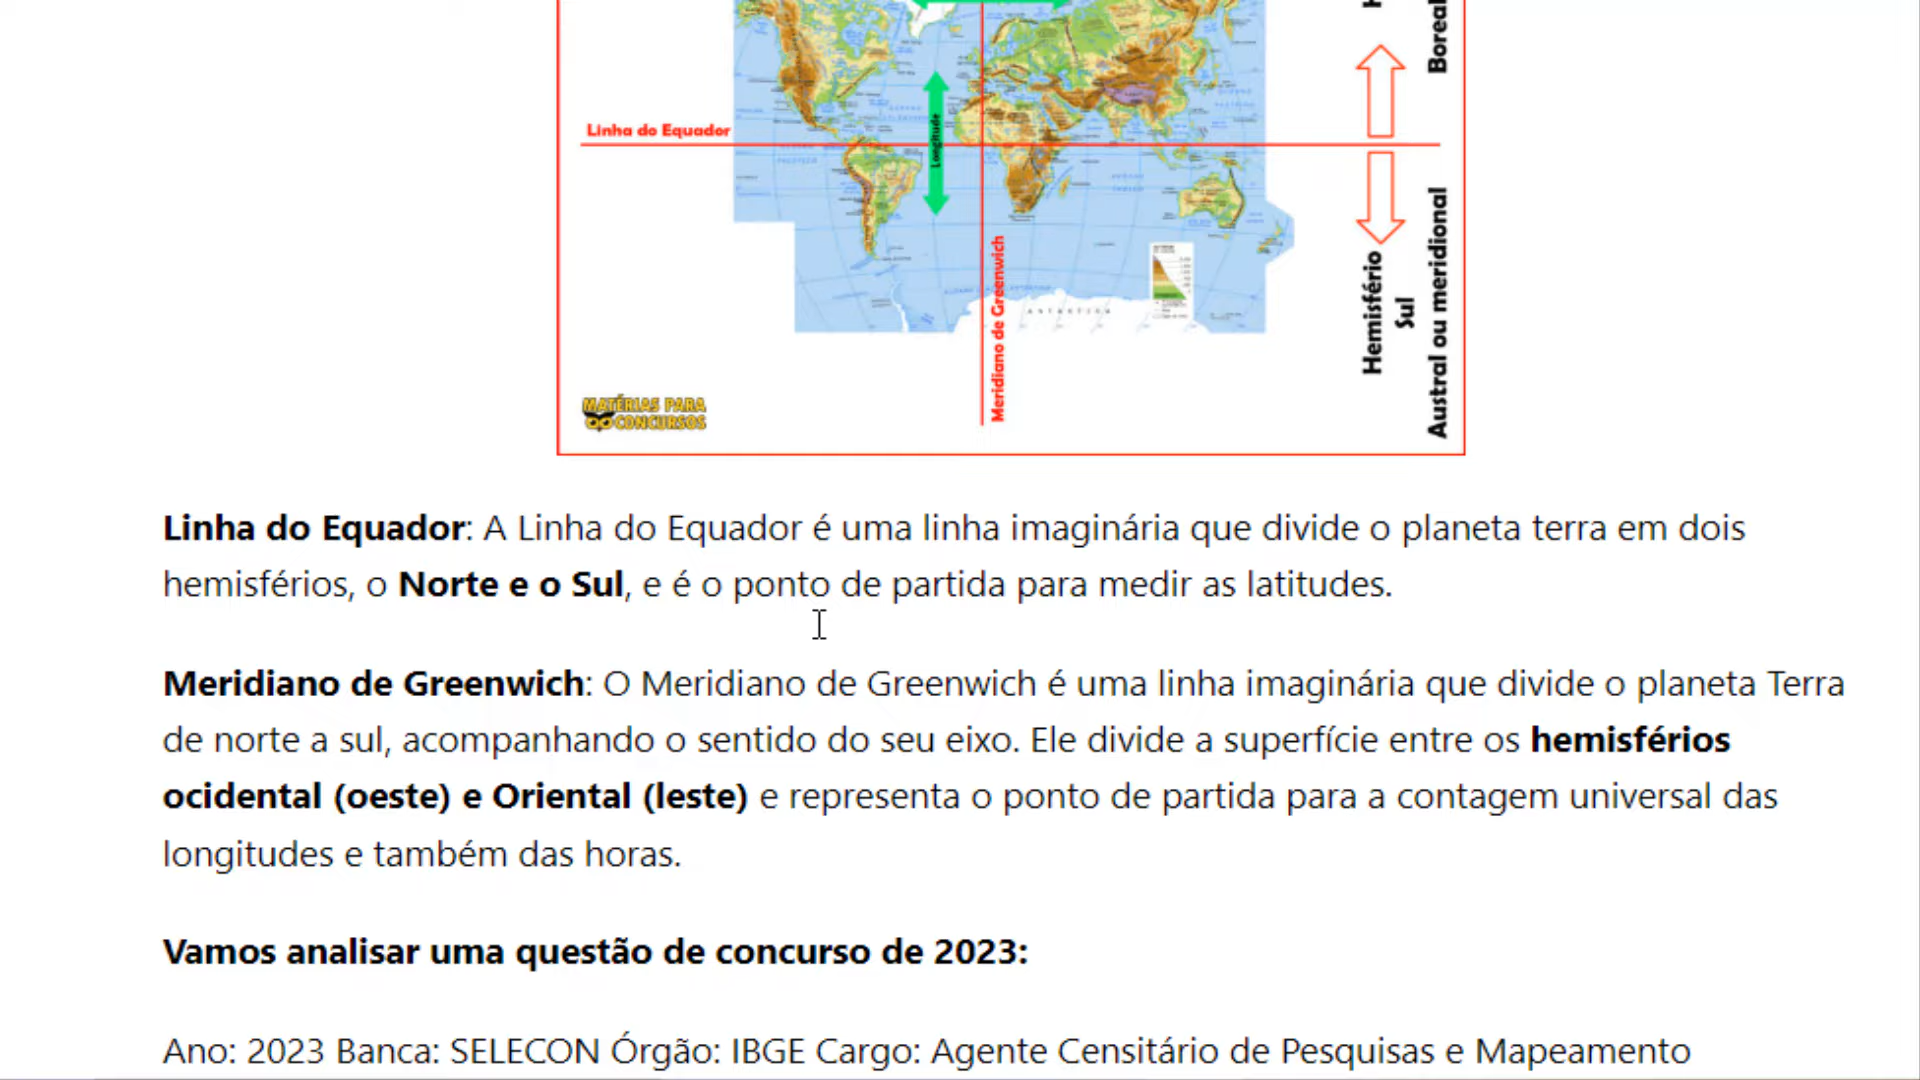 Boreal
Linha do Equador
Longitude
Meridiano de Greenwich
Hemisfério
Sul
Austral ou meridional
ANTÁRTICA
MATÉRIAS PARA
CONCURSOS
Linha do Equador: A Linha do Equador é uma linha imaginária que divide o planeta terra em dois
hemisférios, o Norte e o Sul, e é o ponto de partida para medir as latitudes.
Meridiano de Greenwich: O Meridiano de Greenwich é uma linha imaginária que divide o planeta Terra
de norte a sul, acompanhando o sentido do seu eixo. Ele divide a superfície entre os hemisférios
ocidental (oeste) e Oriental (leste) e representa o ponto de partida para a contagem universal das
longitudes e também das horas.
Vamos analisar uma questão de concurso de 2023:
Ano: 2023 Banca: SELECON Órgão: IBGE Cargo: Agente Censitário de Pesquisas e Mapeamento